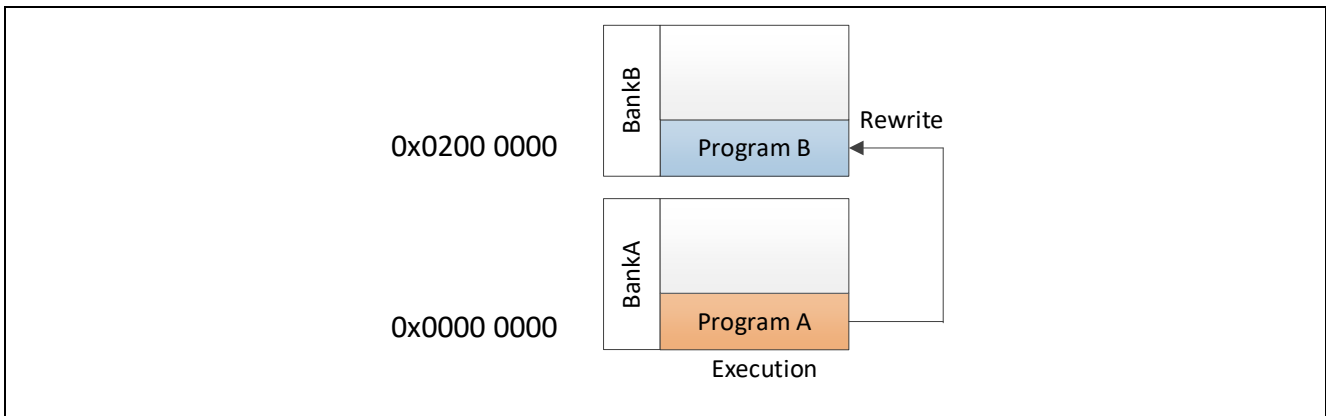 BankB
Rewrite
0x0200 0000
Program B
BankA
0x0000 0000
Program A
Execution